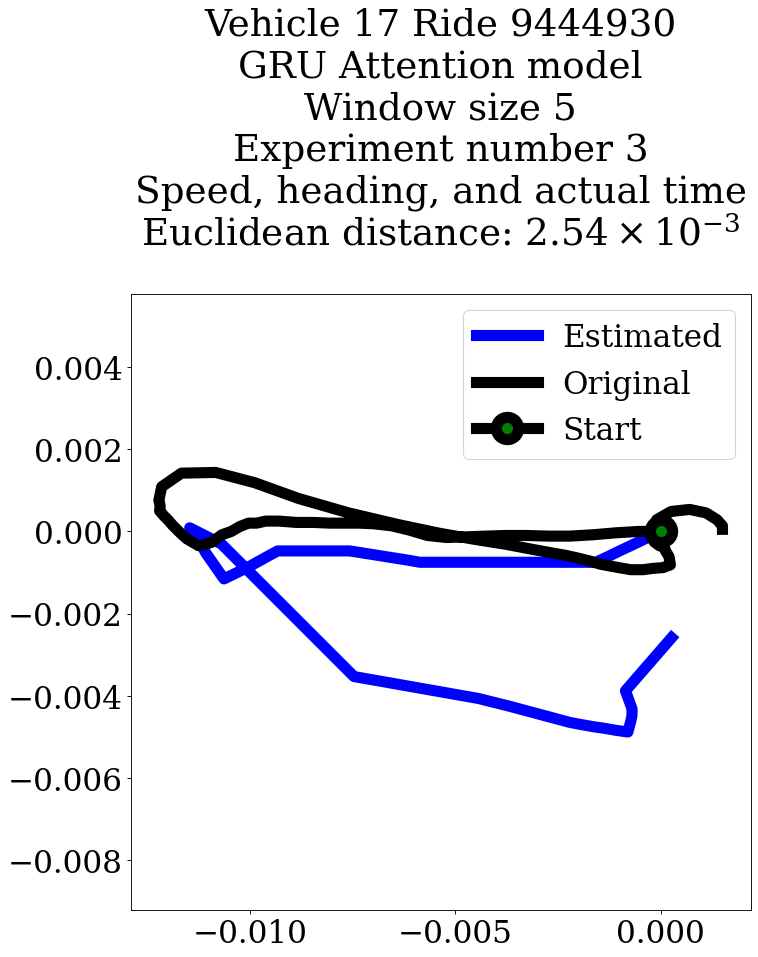 Vehicle 17 Ride 9444930
GRU Attention model
Window size 5
Experiment number 3
Speed, heading, and actual time
Euclidean distance: 2.54 × 10⁻³
Estimated
Original
Start
0.004
0.002
0.000
−0.002
−0.004
−0.006
−0.008
−0.010
−0.005
0.000